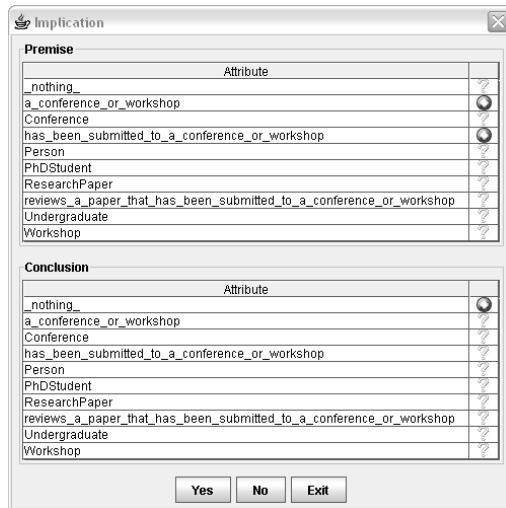 Implication
Premise
Attribute
_nothing_
a_conference_or_workshop
Conference
has_been_submitted_to_a_conference_or_workshop
Person
PhDStudent
ResearchPaper
reviews_a_paper_that_has_been_submitted_to_a_conference_or_workshop
Undergraduate
Workshop
Conclusion
Attribute
_nothing_
a_conference_or_workshop
Conference
has_been_submitted_to_a_conference_or_workshop
Person
PhDStudent
ResearchPaper
reviews_a_paper_that_has_been_submitted_to_a_conference_or_workshop
Undergraduate
Workshop
Yes No Exit